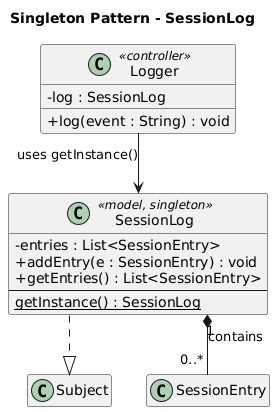 Singleton Pattern - SessionLog
C «controller»
Logger
-log : SessionLog
+log(event : String) : void
uses getInstance()
C «model, singleton»
SessionLog
-entries : List<SessionEntry>
+addEntry(e : SessionEntry) : void
+getEntries() : List<SessionEntry>
getInstance() : SessionLog
contains
0..*
C Subject
C SessionEntry